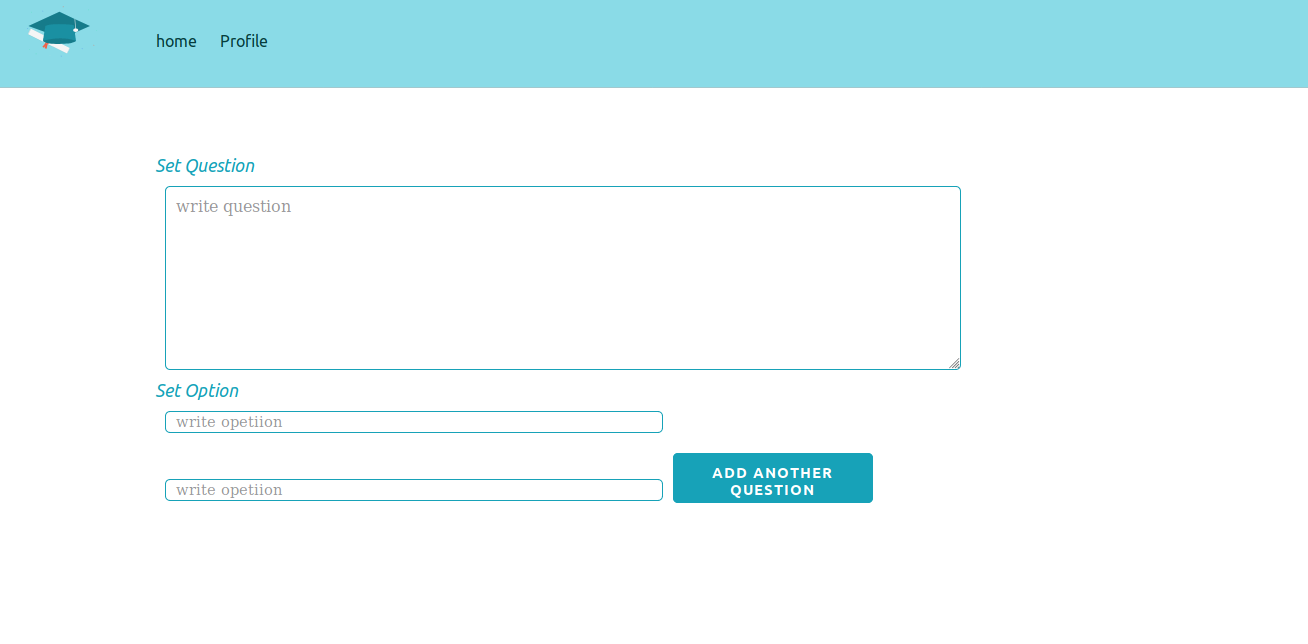 home Profile
Set Question
write question
Set Option
write opetiion
write opetiion
ADD ANOTHER
QUESTION